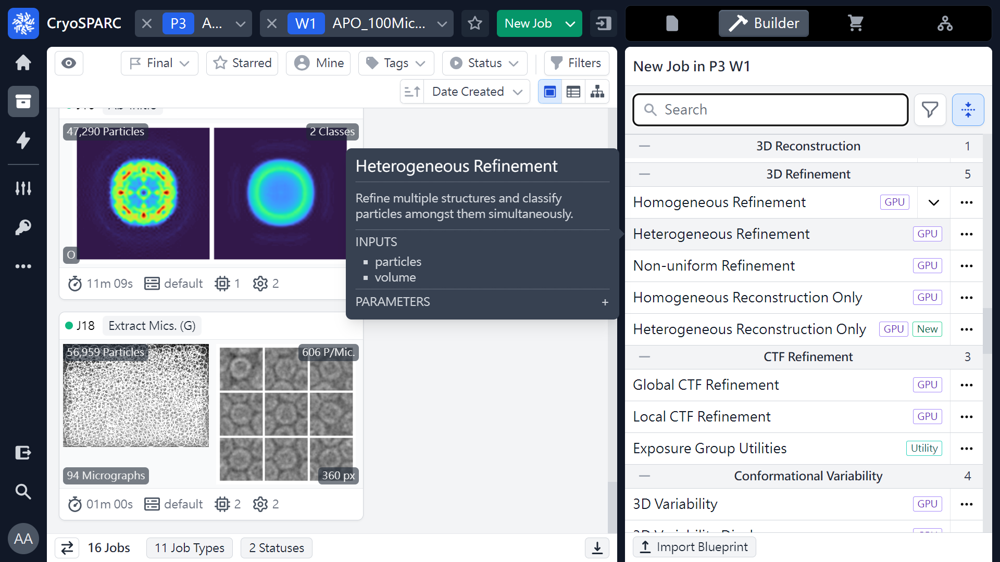 CryoSPARC
P3
A...
W1
APO_100Mic...
New Job
Builder
Final
Starred
Mine
Tags
Status
Filters
Date Created
New Job in P3 W1
Search
47,290 Particles
2 Classes
O
11m 09s
default
1
2
J18
Extract Mics. (G)
56,959 Particles
606 P/Mic.
94 Micrographs
360 px
01m 00s
default
2
2
Heterogeneous Refinement
Refine multiple structures and classify
particles amongst them simultaneously.
INPUTS
particles
volume
PARAMETERS
+
3D Reconstruction
1
3D Refinement
5
Homogeneous Refinement
GPU
Heterogeneous Refinement
GPU
Non-uniform Refinement
GPU
Homogeneous Reconstruction Only
GPU
Heterogeneous Reconstruction Only
GPU
New
CTF Refinement
3
Global CTF Refinement
GPU
Local CTF Refinement
GPU
Exposure Group Utilities
Utility
Conformational Variability
4
3D Variability
GPU
AA
16 Jobs
11 Job Types
2 Statuses
Import Blueprint